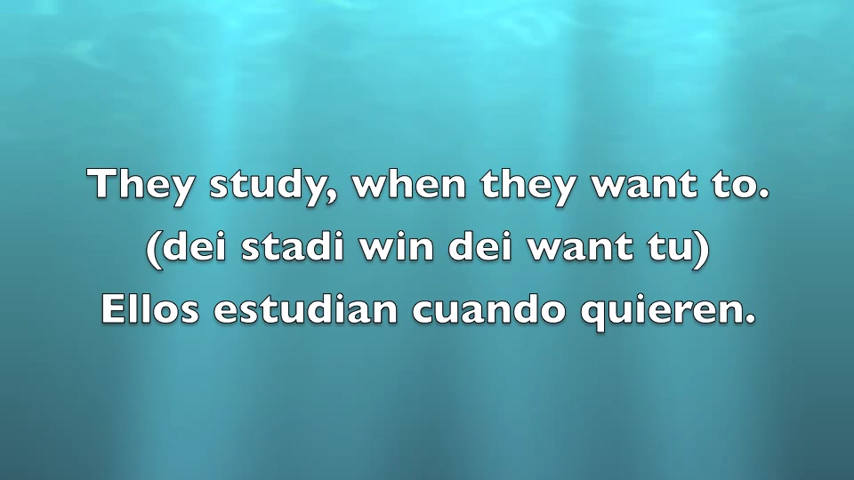 They study, when they want to.
(dei stadi win dei want tu)
Ellos estudian cuando quieren.